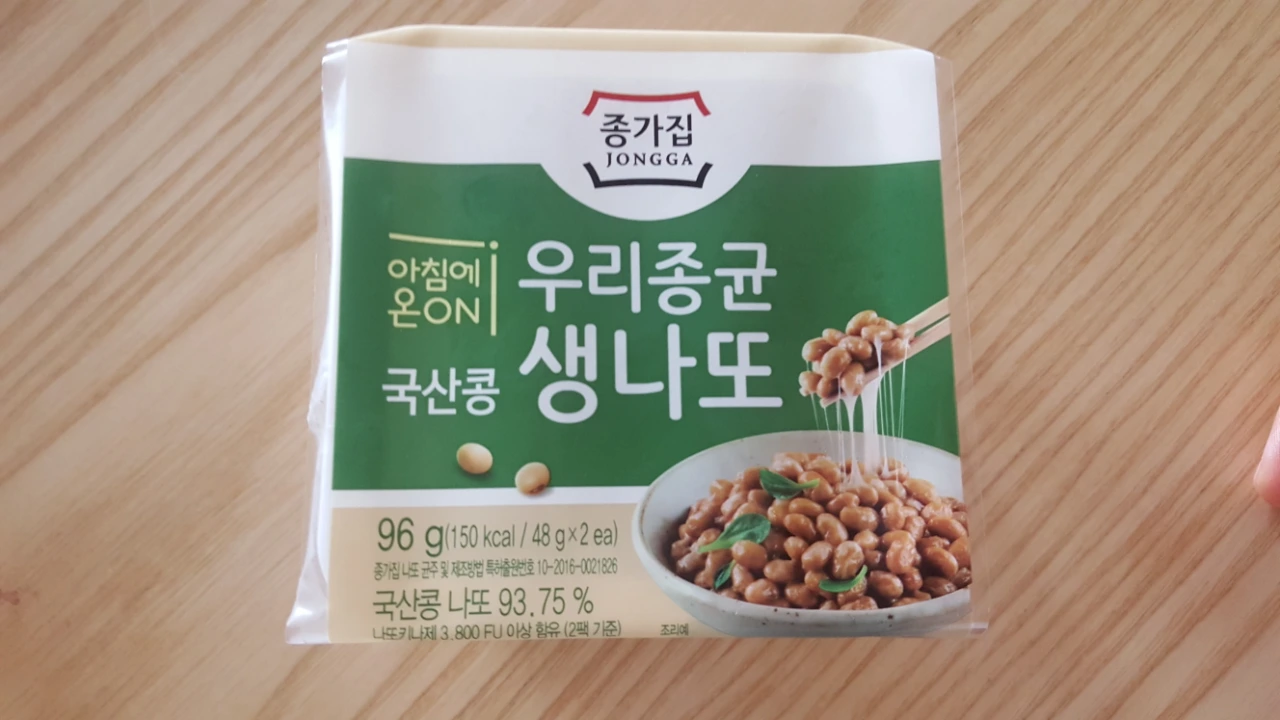 종가집
JONGGA
아침에
온ON
우리종균
국산콩 생나또
96 g(150 kcal / 48 g×2 ea)
종가집 나또 균주 및 제조방법 특허출원번호 10-2016-0021826
국산콩 나또 93.75 %
나또키나제 3,800 FU 이상 함유 (2팩 기준)
조리예